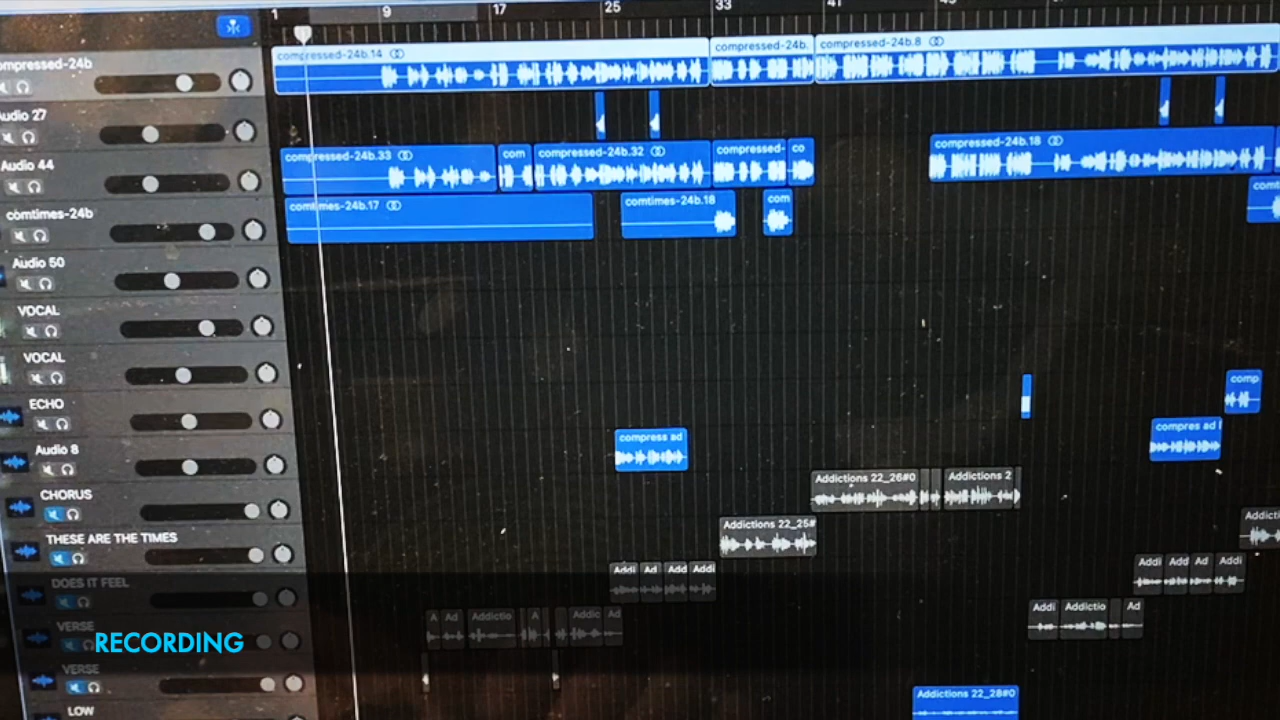 1 9 17 25 33 41
compressed-24b.14 compressed-24b. compressed-24b.8
ompressed-24b
Audio 27
Audio 44
compressed-24b.33 com compressed-24b.32 compressed- co compressed-24b.18
comtimes-24b
comtimes-24b.17 comtimes-24b.18 com com
Audio 50
VOCAL
VOCAL
comp
ECHO
compress ad compres ad l
Audio 8
Addictions 22_26#0 Addictions 2
CHORUS
Addictions 22_25# Addicti
THESE ARE THE TIMES
Addi Ad Add Addi Addi Add Ad Addi
DOES IT FEEL
A Ad Addictio A Addic Ad Addi Addictio Ad
VERSE
RECORDING
VERSE
Addictions 22_28#0
LOW